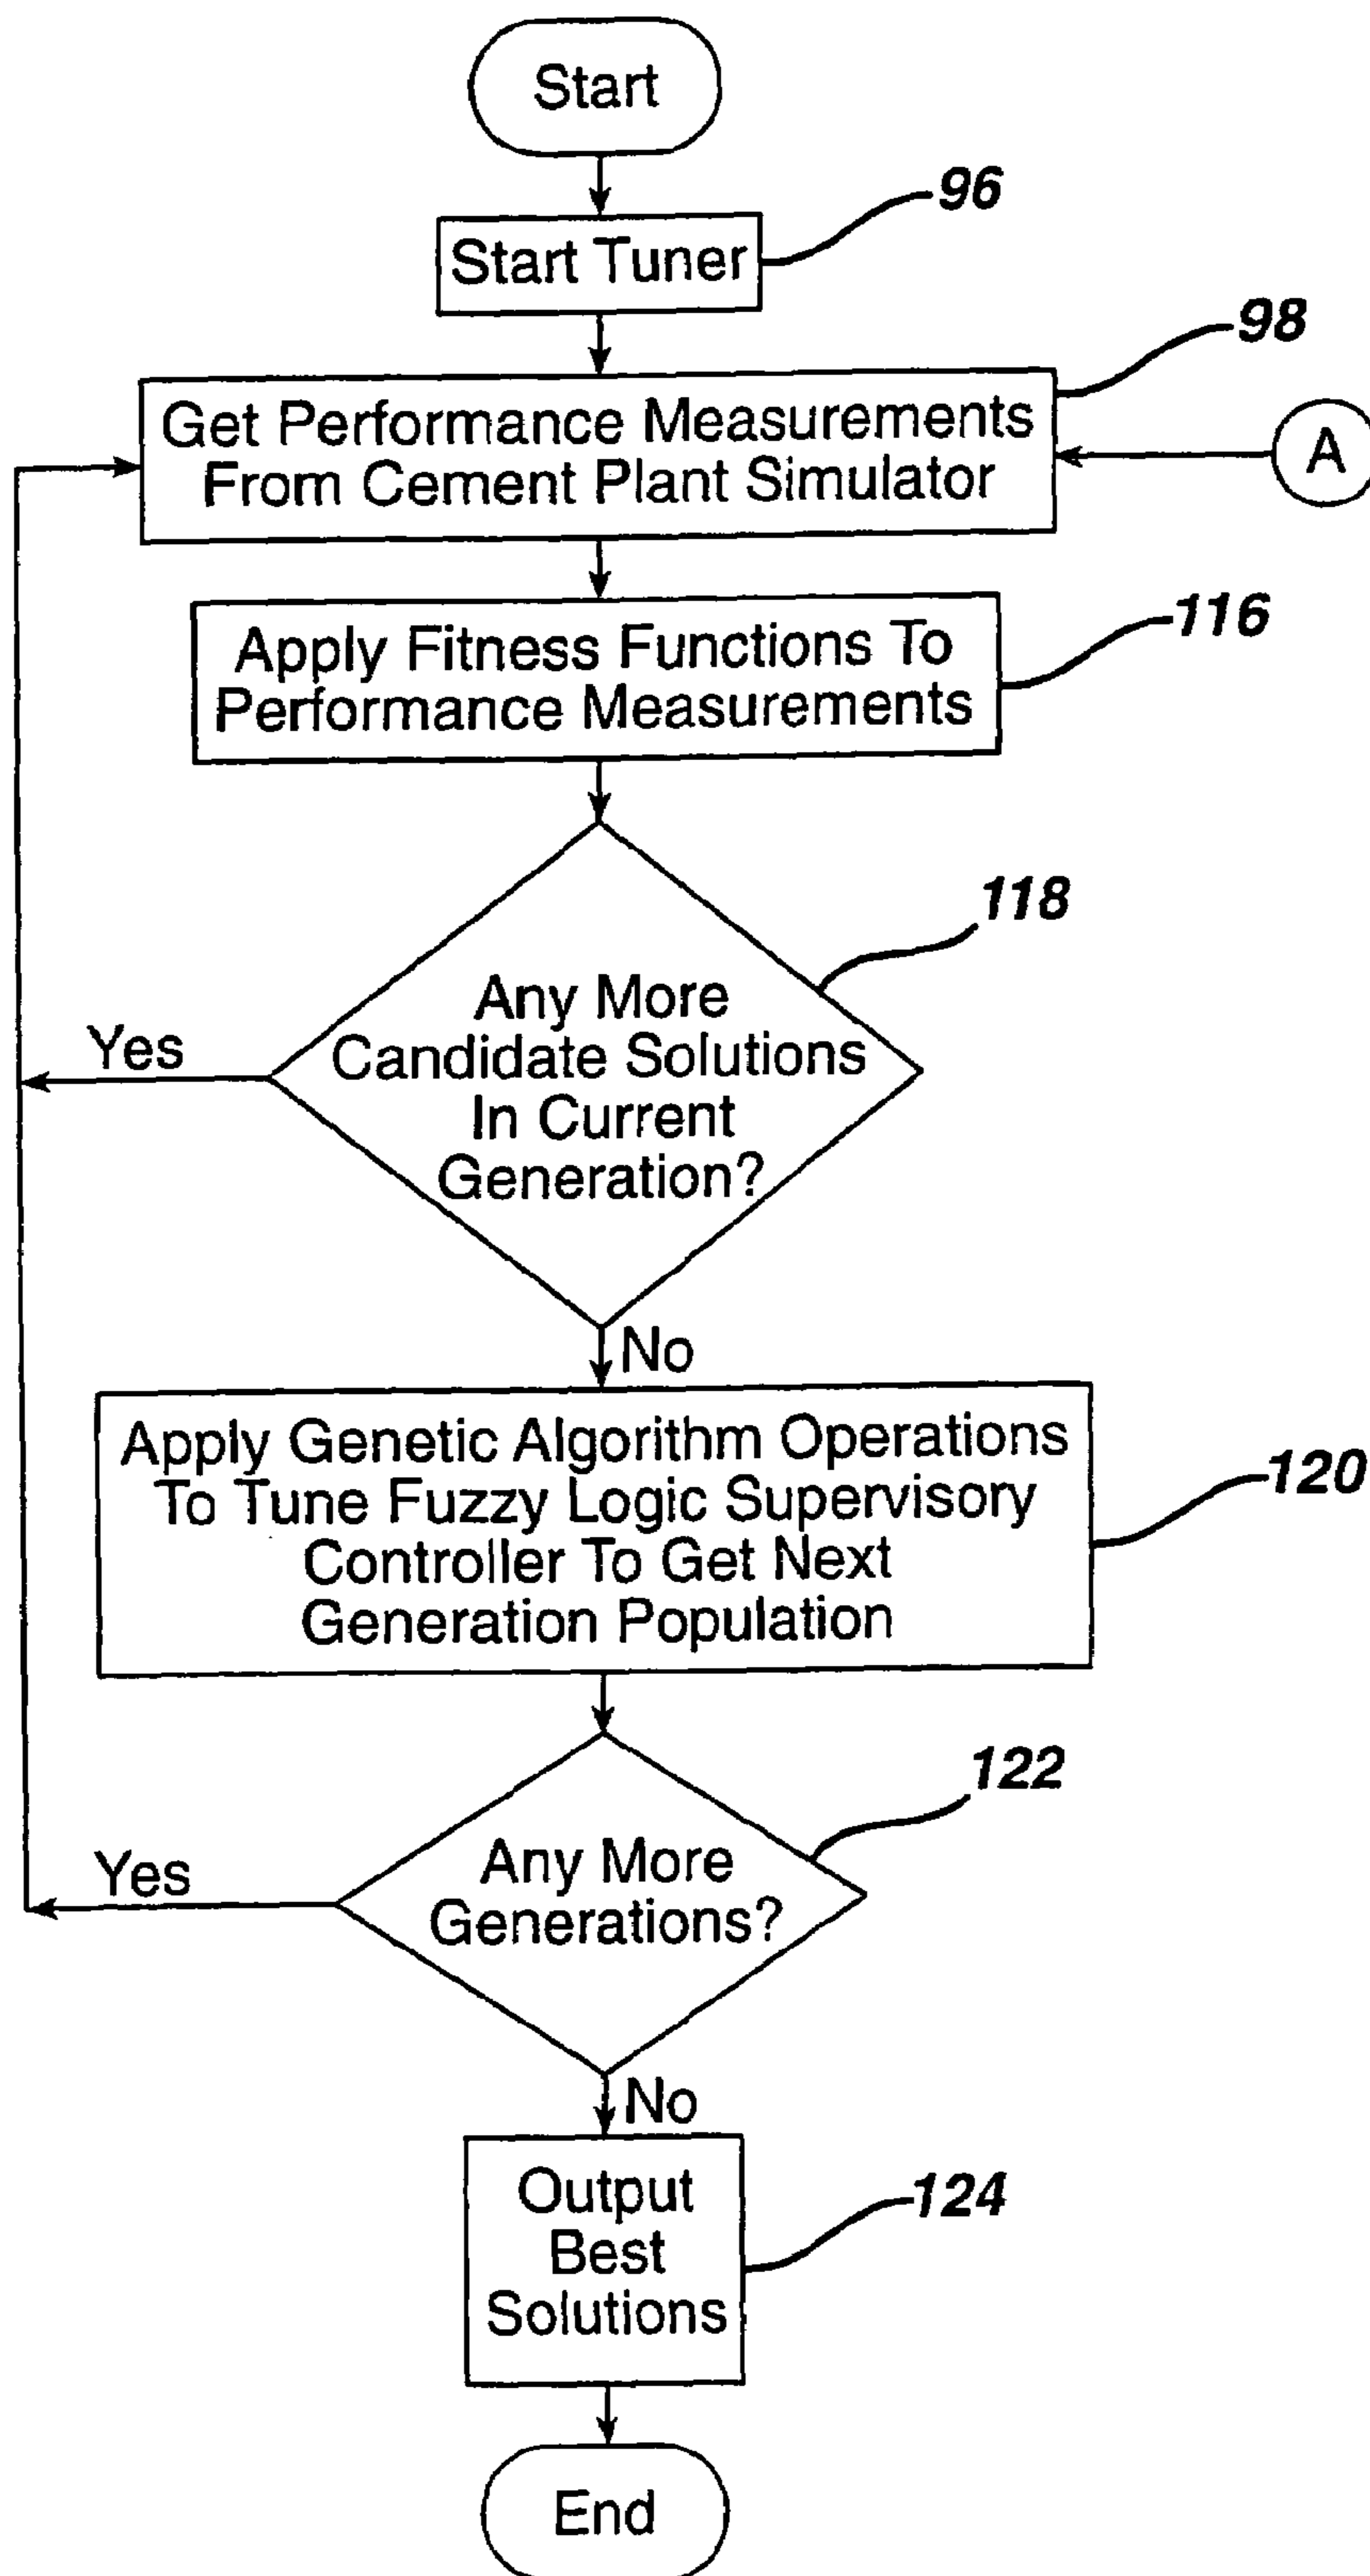 Start
96
Start Tuner
98
Get Performance Measurements
From Cement Plant Simulator
A
116
Apply Fitness Functions To
Performance Measurements
118
Any More
Candidate Solutions
In Current
Generation?
Yes
No
Apply Genetic Algorithm Operations
To Tune Fuzzy Logic Supervisory
Controller To Get Next
Generation Population
120
122
Any More
Generations?
Yes
No
Output
Best
Solutions
124
End